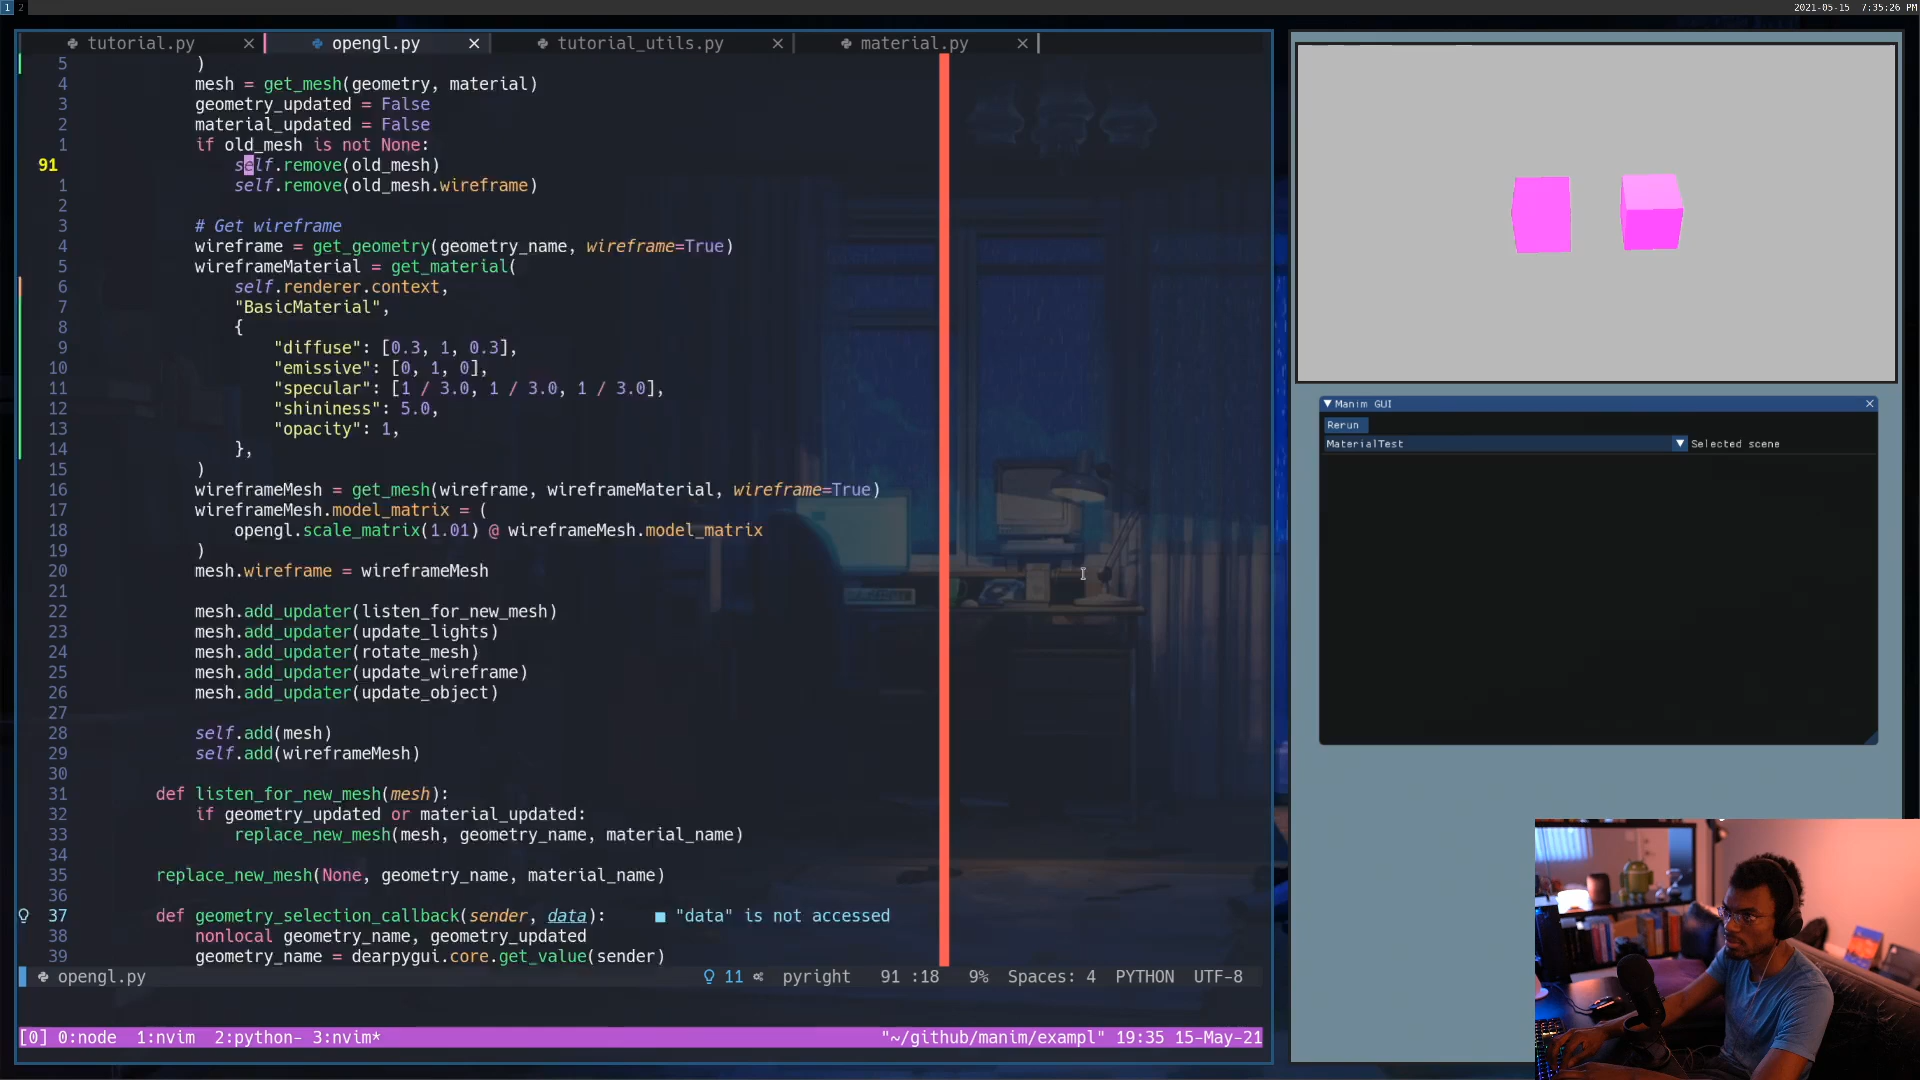 1 2
2021-05-15 7:35:26 PM
tutorial.py × opengl.py × tutorial_utils.py × material.py ×
5 )
4 mesh = get_mesh(geometry, material)
3 geometry_updated = False
2 material_updated = False
1 if old_mesh is not None:
91 self.remove(old_mesh)
1 self.remove(old_mesh.wireframe)
2
3 # Get wireframe
4 wireframe = get_geometry(geometry_name, wireframe=True)
5 wireframeMaterial = get_material(
6 self.renderer.context,
7 "BasicMaterial",
8 {
9 "diffuse": [0.3, 1, 0.3],
10 "emissive": [0, 1, 0],
11 "specular": [1 / 3.0, 1 / 3.0, 1 / 3.0],
12 "shininess": 5.0,
13 "opacity": 1,
14 },
15 )
16 wireframeMesh = get_mesh(wireframe, wireframeMaterial, wireframe=True)
17 wireframeMesh.model_matrix = (
18 opengl.scale_matrix(1.01) @ wireframeMesh.model_matrix
19 )
20 mesh.wireframe = wireframeMesh
21
22 mesh.add_updater(listen_for_new_mesh)
23 mesh.add_updater(update_lights)
24 mesh.add_updater(rotate_mesh)
25 mesh.add_updater(update_wireframe)
26 mesh.add_updater(update_object)
27
28 self.add(mesh)
29 self.add(wireframeMesh)
30
31 def listen_for_new_mesh(mesh):
32 if geometry_updated or material_updated:
33 replace_new_mesh(mesh, geometry_name, material_name)
34
35 replace_new_mesh(None, geometry_name, material_name)
36
37 def geometry_selection_callback(sender, data): ■ "data" is not accessed
38 nonlocal geometry_name, geometry_updated
39 geometry_name = dearpygui.core.get_value(sender)
opengl.py 11 pyright 91 :18 9% Spaces: 4 PYTHON UTF-8
[0] 0:node 1:nvim 2:python- 3:nvim* "~/github/manim/exampl" 19:35 15-May-21
Manim GUI
Rerun
MaterialTest Selected scene